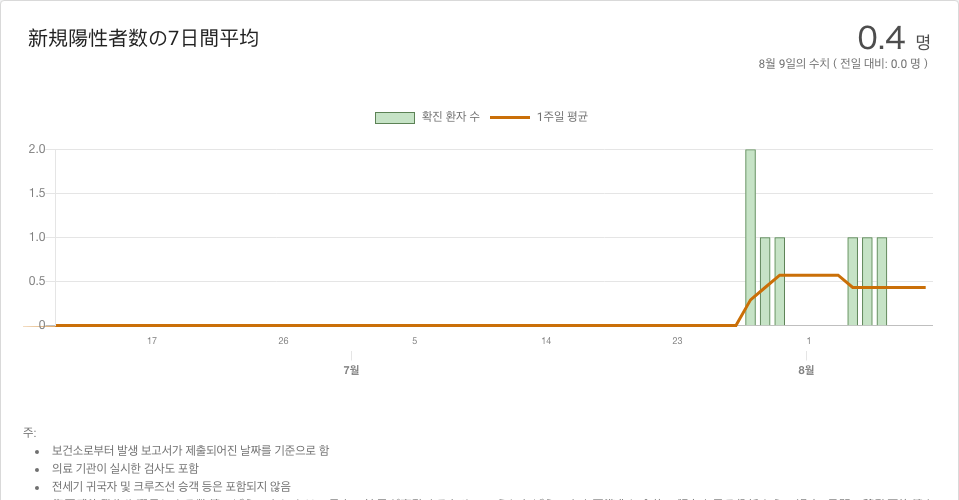 新規陽性者数の7日間平均
0.4 명
8월 9일의 수치 ( 전일 대비: 0.0 명 )
확진 환자 수 1주일 평균
2.0
1.5
1.0
0.5
0
17 26 5 14 23 1
7월 8월
주:
• 보건소로부터 발생 보고서가 제출되어진 날짜를 기준으로 함
• 의료 기관이 실시한 검사도 포함
• 전세기 귀국자 및 크루즈선 승객 등은 포함되지 않음